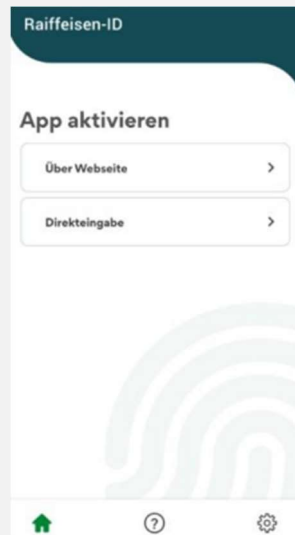 Raiffeisen-ID
App aktivieren
Über Webseite
Direkteingabe